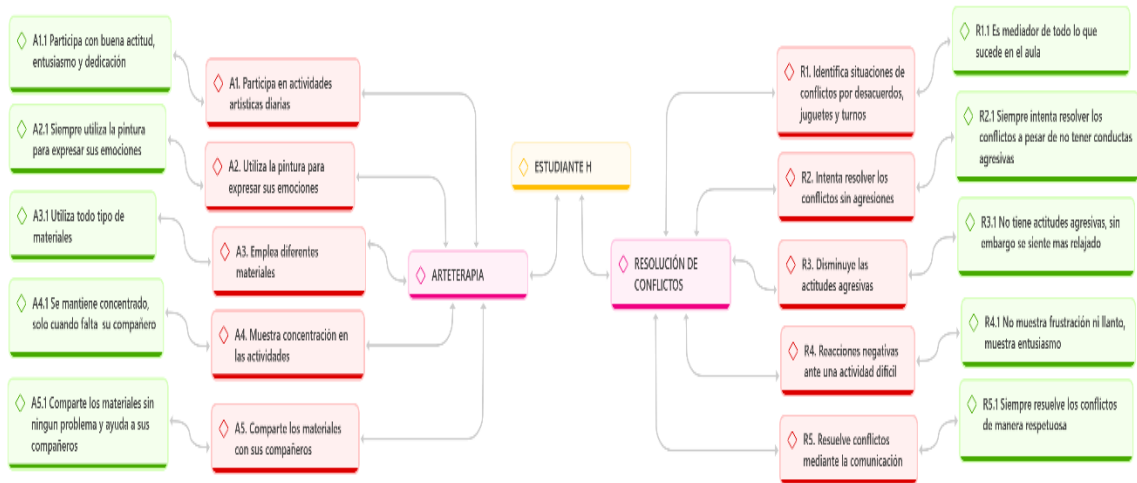 A1.1 Participa con buena actitud,
entusiasmo y dedicación
A2.1 Siempre utiliza la pintura
para expresar sus emociones
A3.1 Utiliza todo tipo de
materiales
A4.1 Se mantiene concentrado,
solo cuando falta su compañero
A5.1 Comparte los materiales sin
ningun problema y ayuda a sus
compañeros
A1. Participa en actividades
artísticas diarias
A2. Utiliza la pintura para
expresar sus emociones
A3. Emplea diferentes
materiales
A4. Muestra concentración en
las actividades
A5. Comparte los materiales
con sus compañeros
ARTETERAPIA
ESTUDIANTE H
RESOLUCIÓN DE
CONFLICTOS
R1. Identifica situaciones de
conflictos por desacuerdos,
juguetes y turnos
R2. Intenta resolver los
conflictos sin agresiones
R3. Disminuye las
actitudes agresivas
R4. Reacciones negativas
ante una actividad difícil
R5. Resuelve conflictos
mediante la comunicación
R1.1 Es mediador de todo lo que
sucede en el aula
R2.1 Siempre intenta resolver los
conflictos a pesar de no tener conductas
agresivas
R3.1 No tiene actitudes agresivas, sin
embargo se siente mas relajado
R4.1 No muestra frustración ni llanto,
muestra entusiasmo
R5.1 Siempre resuelve los conflictos
de manera respetuosa